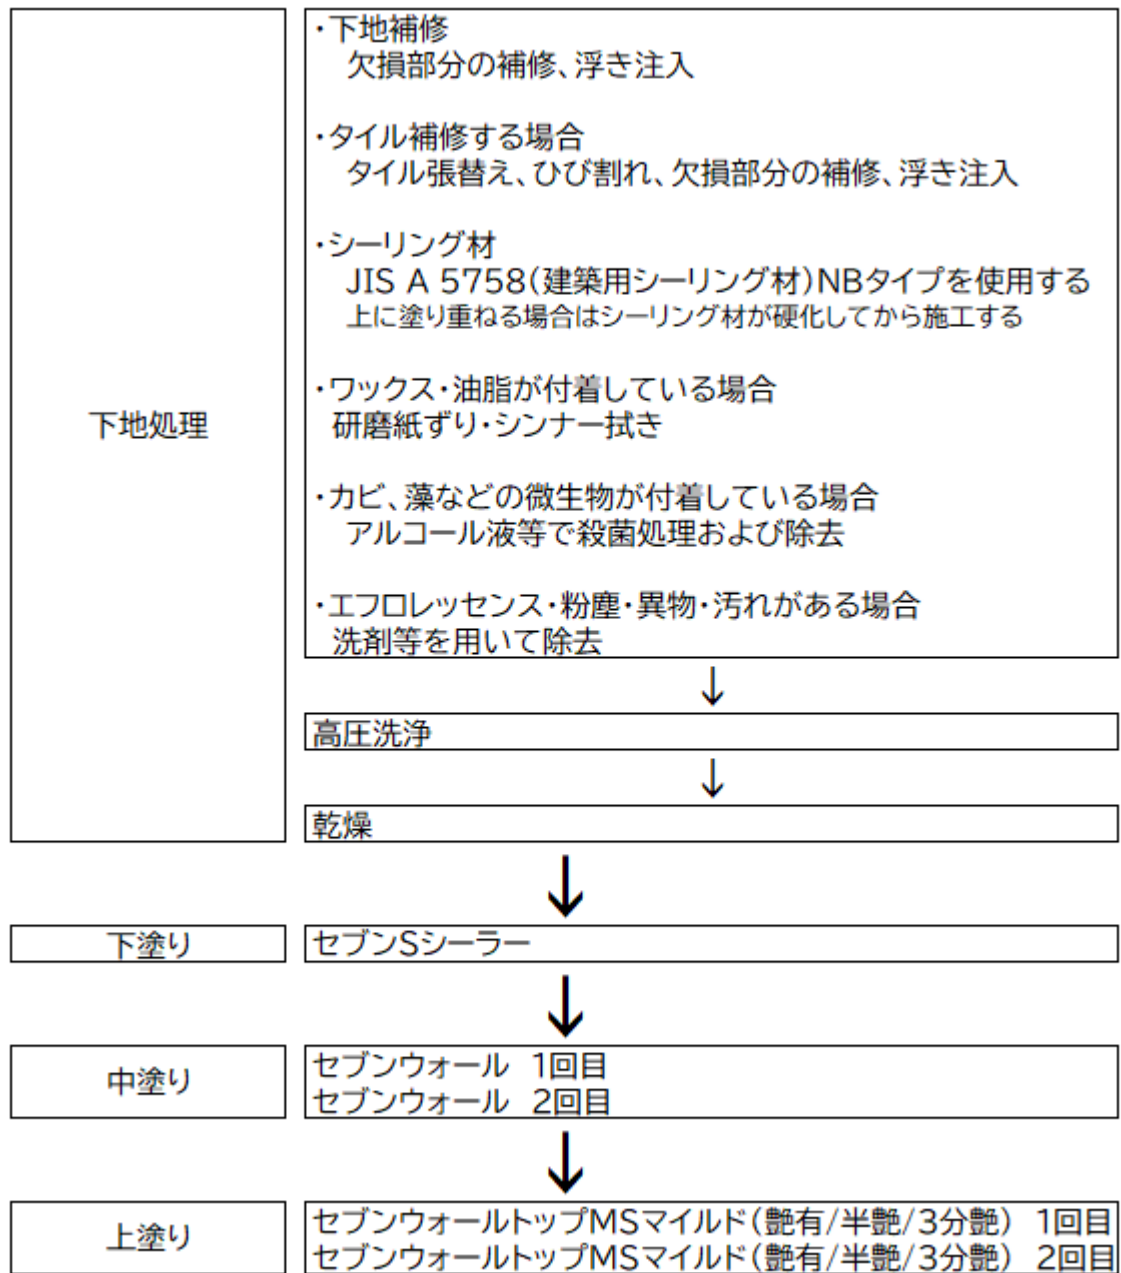 下地処理
・下地補修
欠損部分の補修、浮き注入
・タイル補修する場合
タイル張替え、ひび割れ、欠損部分の補修、浮き注入
・シーリング材
JIS A 5758(建築用シーリング材)NBタイプを使用する
上に塗り重ねる場合はシーリング材が硬化してから施工する
・ワックス・油脂が付着している場合
研磨紙ずり・シンナー拭き
・カビ、藻などの微生物が付着している場合
アルコール液等で殺菌処理および除去
・エフロレッセンス・粉塵・異物・汚れがある場合
洗剤等を用いて除去
↓
高圧洗浄
↓
乾燥
↓
下塗り
セブンSシーラー
↓
中塗り
セブンウォール 1回目
セブンウォール 2回目
↓
上塗り
セブンウォールトップMSマイルド(艶有/半艶/3分艶) 1回目
セブンウォールトップMSマイルド(艶有/半艶/3分艶) 2回目